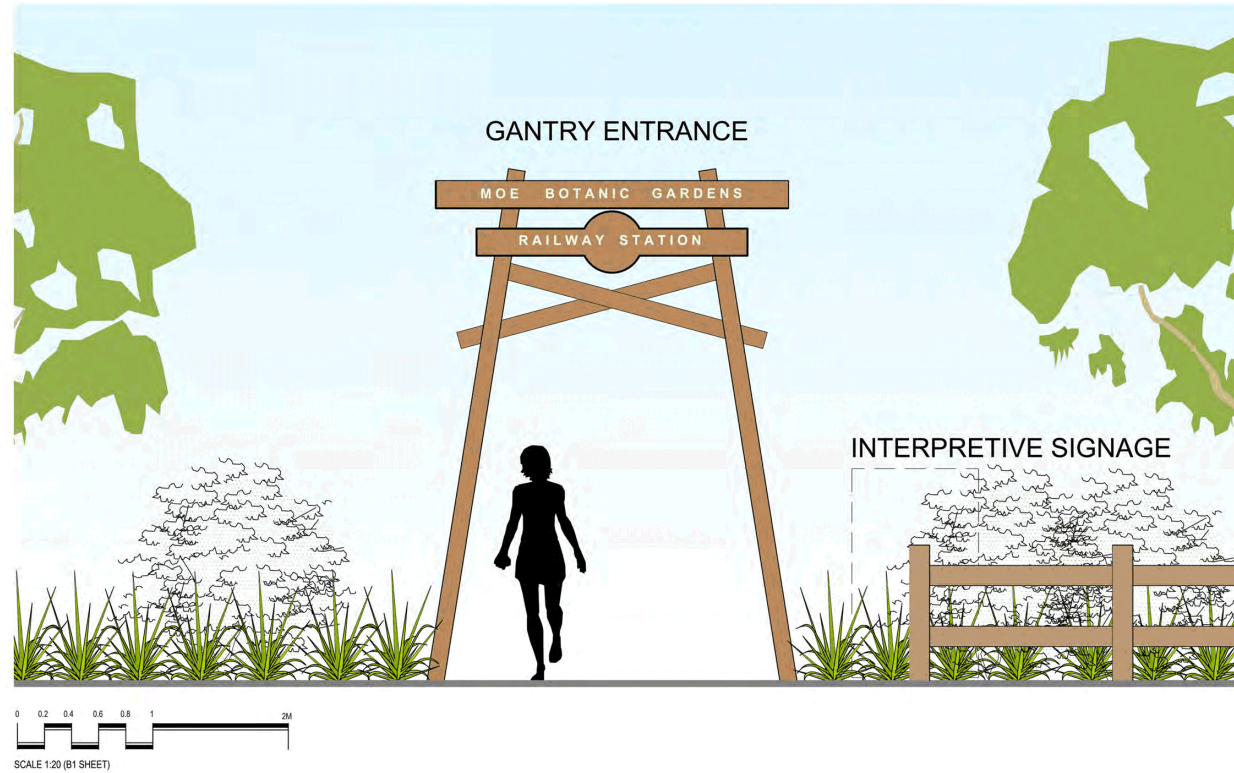 GANTRY ENTRANCE
MOE BOTANIC GARDENS
RAILWAY STATION
INTERPRETIVE SIGNAGE
0 0.2 0.4 0.6 0.8 1 2M
SCALE 1:20 (B1 SHEET)